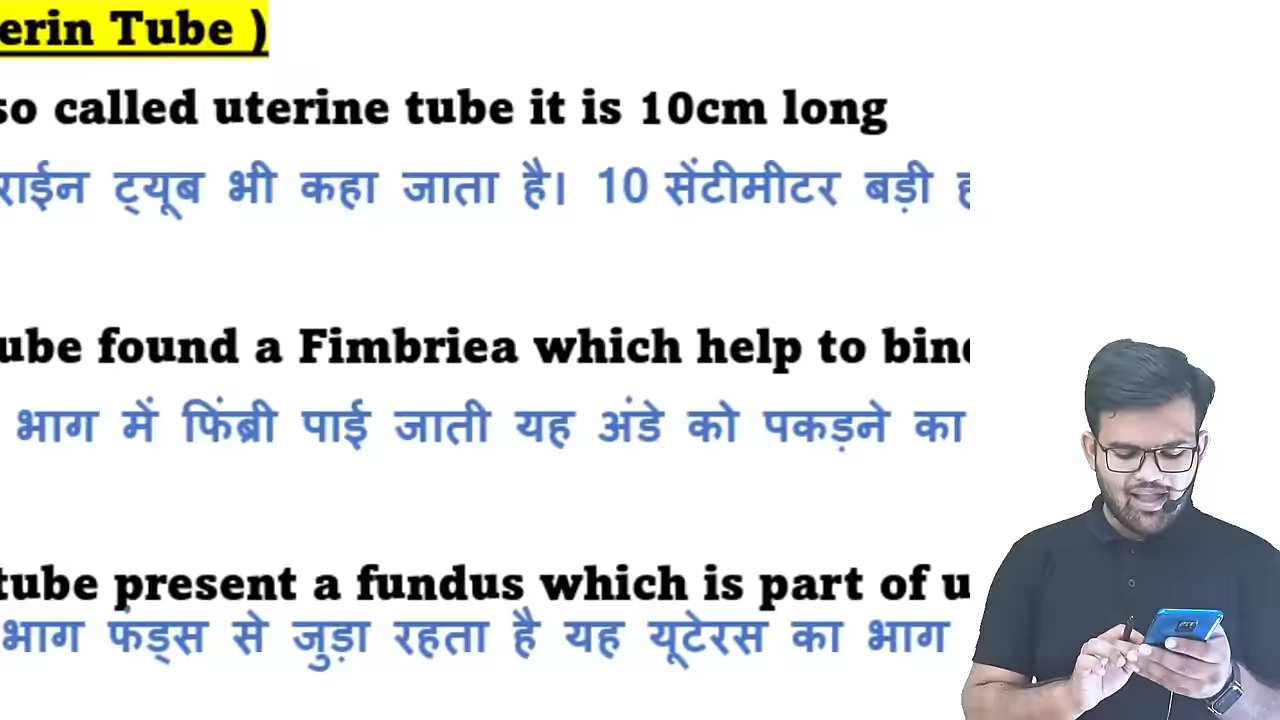 erin Tube )
so called uterine tube it is 10cm long
राईन ट्यूब भी कहा जाता है। 10 सेंटीमीटर बड़ी
ube found a Fimbriea which help to bind
भाग में फिंब्री पाई जाती यह अंडे को पकड़ने का
tube present a fundus which is part of u
भाग फंड्स से जुड़ा रहता है यह यूटेरस का भाग